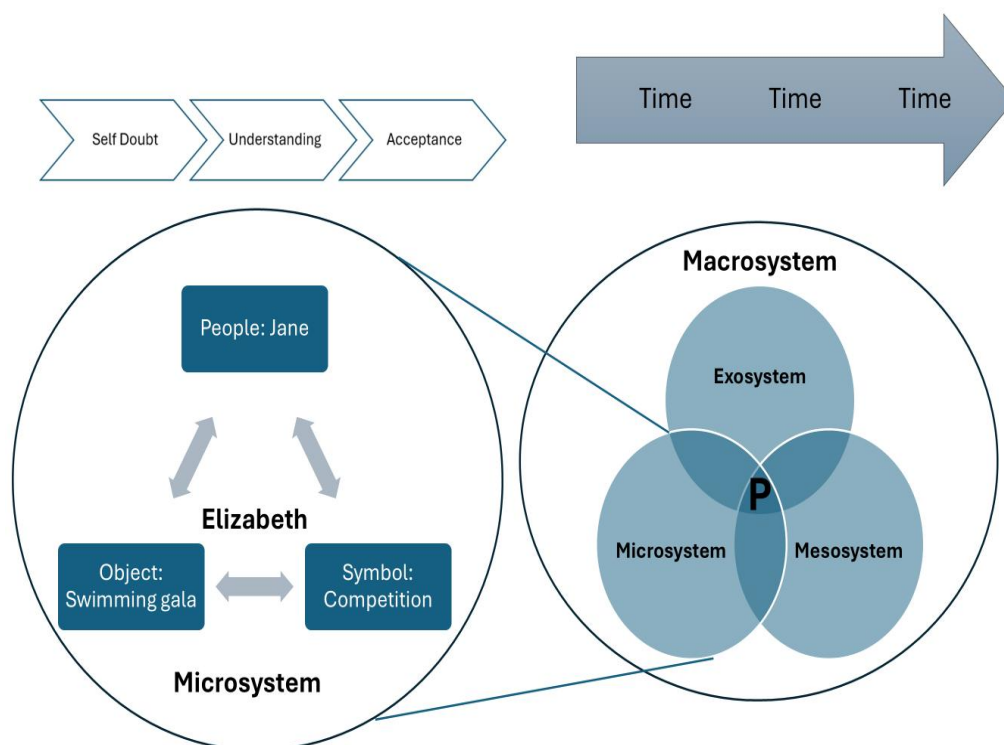 Time Time Time
Self Doubt
Understanding
Acceptance
Macrosystem
People: Jane
Exosystem
P
Elizabeth
Microsystem
Mesosystem
Object:
Swimming gala
Symbol:
Competition
Microsystem